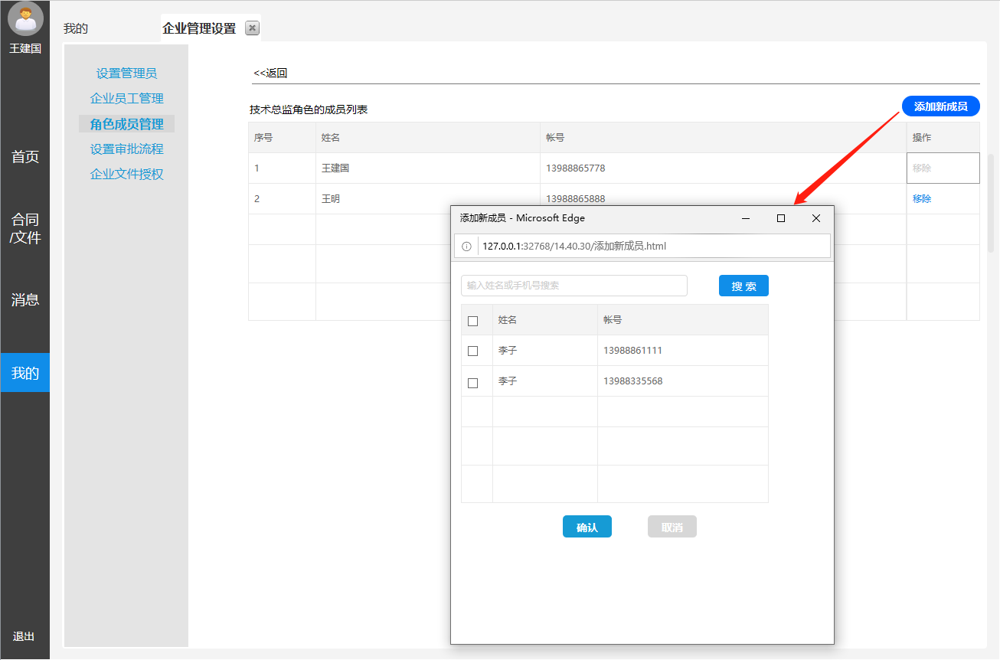 王建国
首页
合同
/文件
消息
我的
退出
我的
企业管理设置
设置管理员
企业员工管理
角色成员管理
设置审批流程
企业文件授权
<<返回
技术总监角色的成员列表
添加新成员
序号 姓名 帐号 操作
1 王建国 13988865778 移除
2 王明 13988865888 移除
添加新成员 - Microsoft Edge
127.0.0.1:32768/14.40.30/添加新成员.html
输入姓名或手机号搜索
搜 索
姓名 帐号
李子 13988861111
李子 13988335568
确认 取消